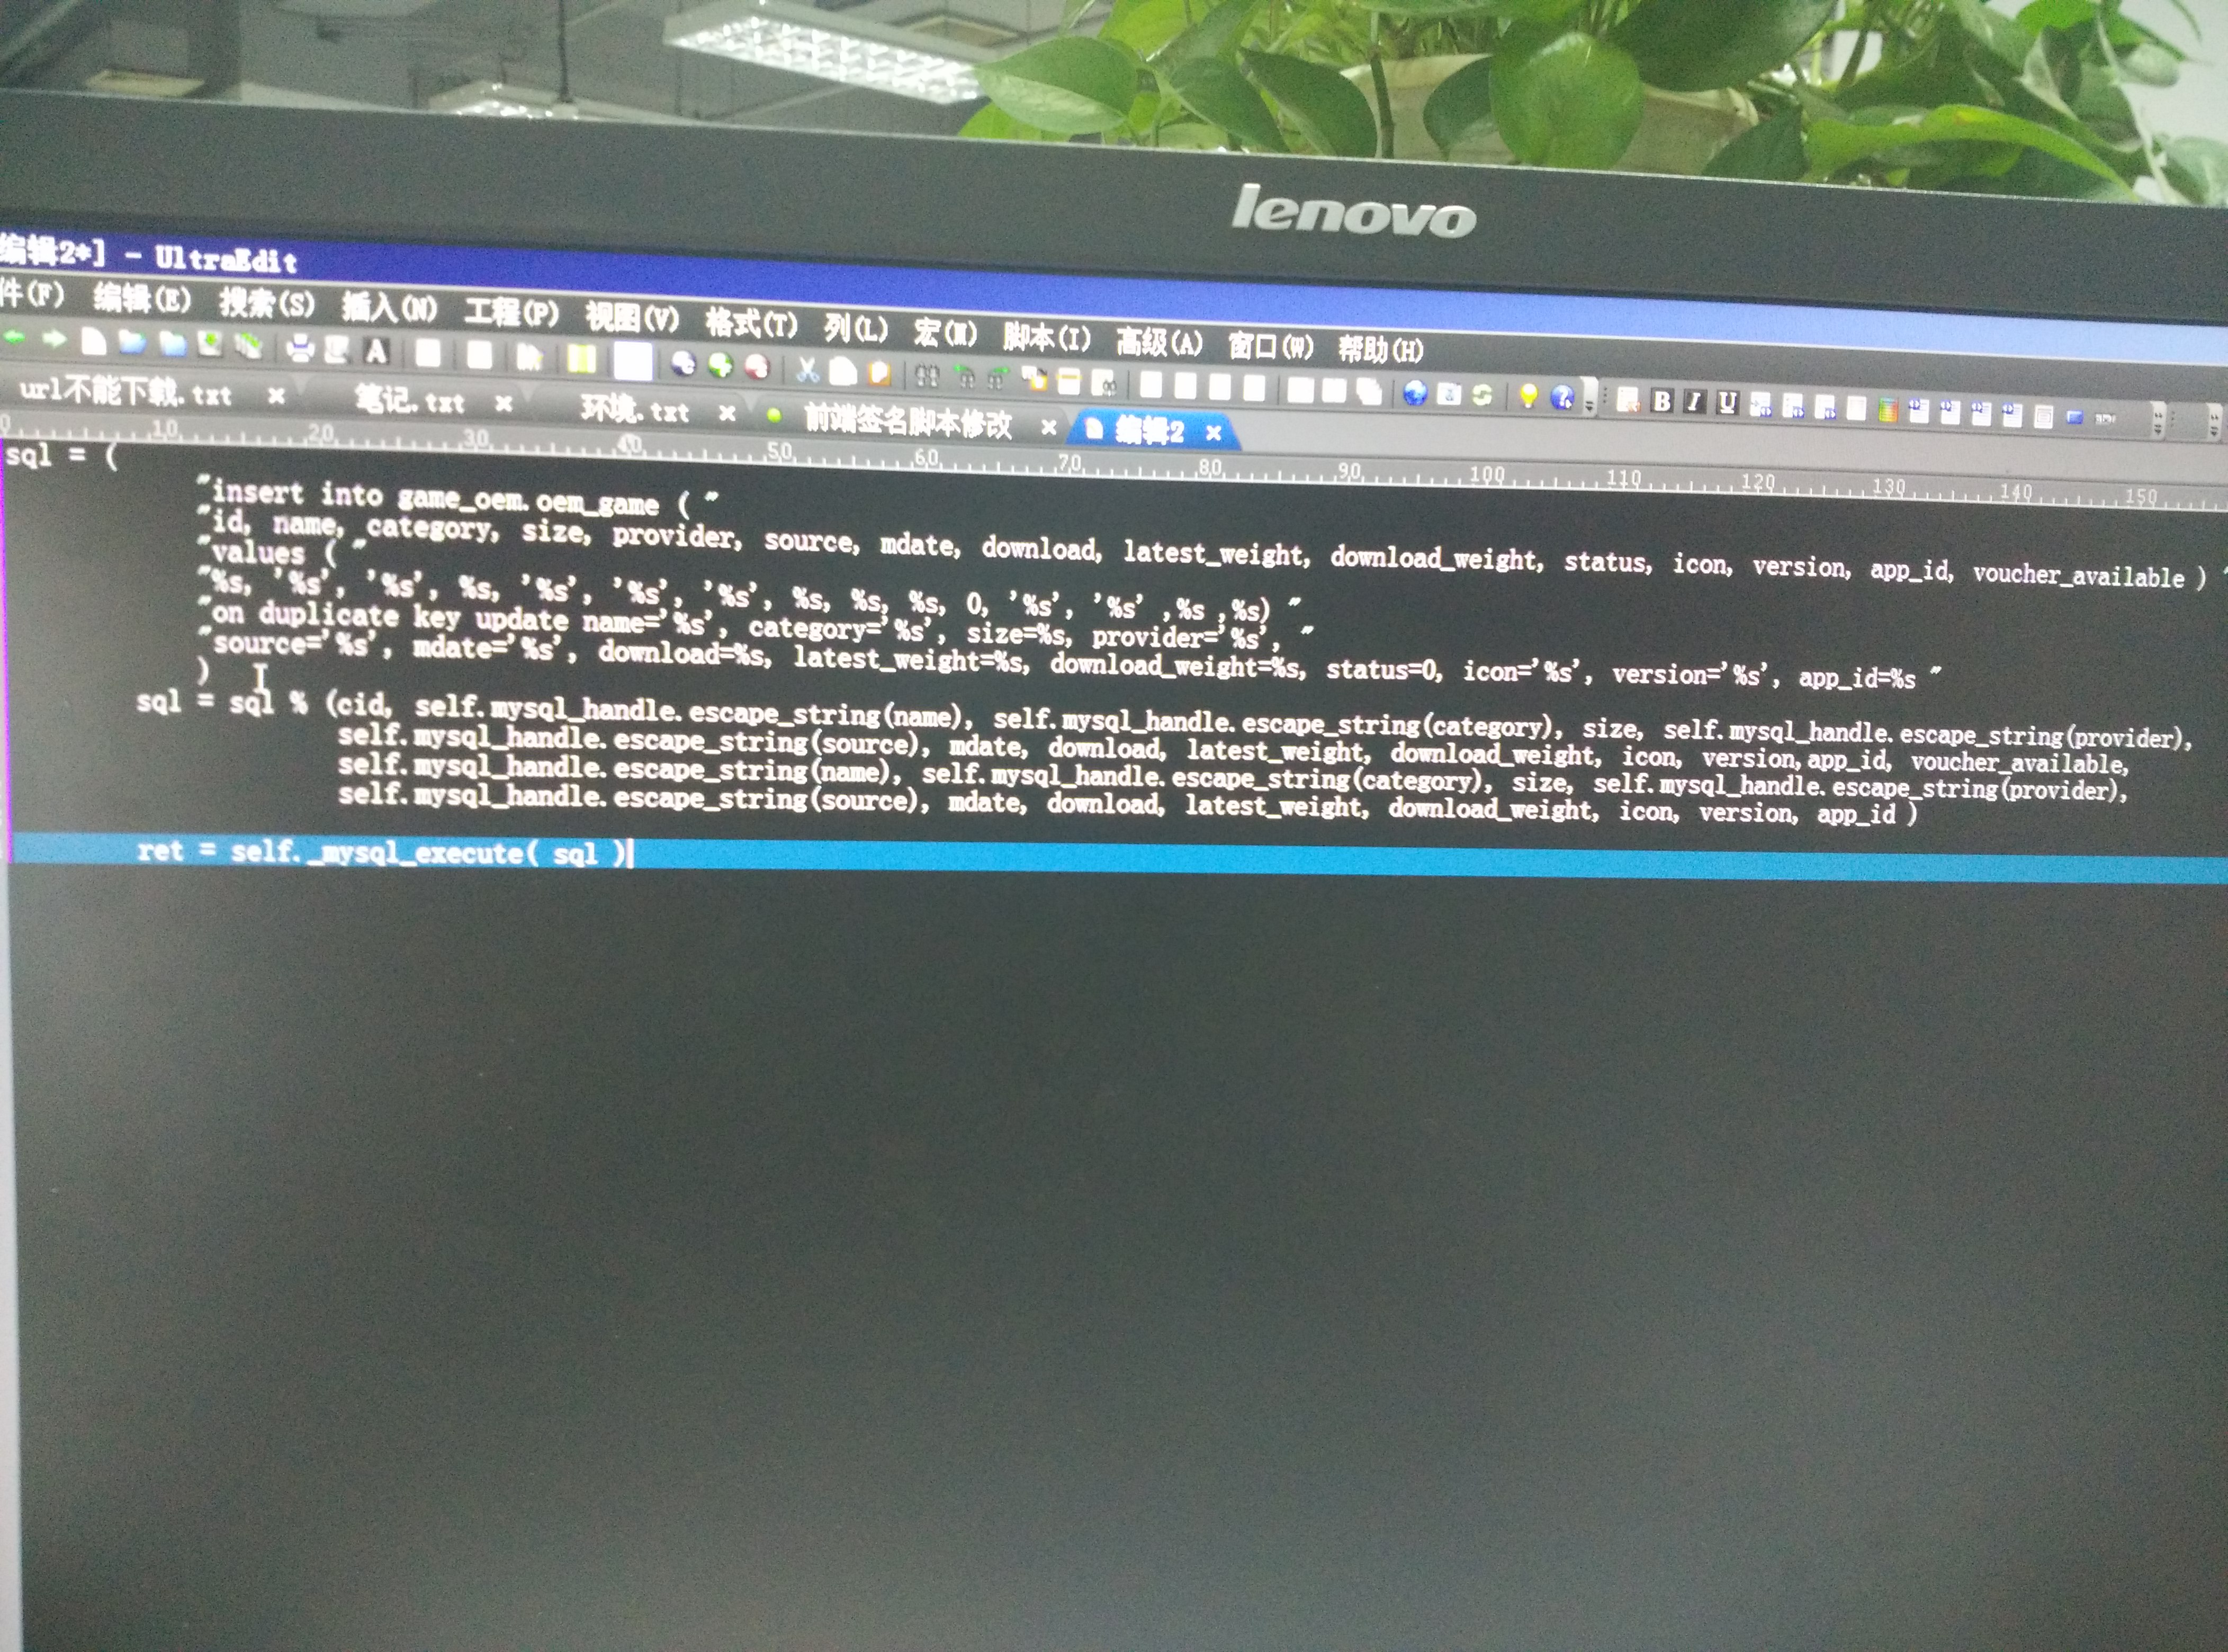 lenovo
编辑2*] - UltraEdit
件(F) 编辑(E) 搜索(S) 插入(N) 工程(P) 视图(V) 格式(T) 列(L) 宏(M) 脚本(I) 高级(A) 窗口(W) 帮助(H)
A B I U
url不能下载.txt × 笔记.txt × 环境.txt × 前端签名脚本修改 × 编辑2 ×
0 10 20 30 40 50 60 70 80 90 100 110 120 130 140 150
sql = (
"insert into game_oem.oem_game ( "
"id, name, category, size, provider, source, mdate, download, latest_weight, download_weight, status, icon, version, app_id, voucher_available ) "
"values ( "
"%s, '%s', '%s', %s, '%s', '%s', '%s', %s, %s, %s, 0, '%s', '%s' ,%s ,%s) "
"on duplicate key update name='%s', category='%s', size=%s, provider='%s', "
"source='%s', mdate='%s', download=%s, latest_weight=%s, download_weight=%s, status=0, icon='%s', version='%s', app_id=%s "
)
sql = sql % (cid, self.mysql_handle.escape_string(name), self.mysql_handle.escape_string(category), size, self.mysql_handle.escape_string(provider),
self.mysql_handle.escape_string(source), mdate, download, latest_weight, download_weight, icon, version,app_id, voucher_available,
self.mysql_handle.escape_string(name), self.mysql_handle.escape_string(category), size, self.mysql_handle.escape_string(provider),
self.mysql_handle.escape_string(source), mdate, download, latest_weight, download_weight, icon, version, app_id )
ret = self._mysql_execute( sql )